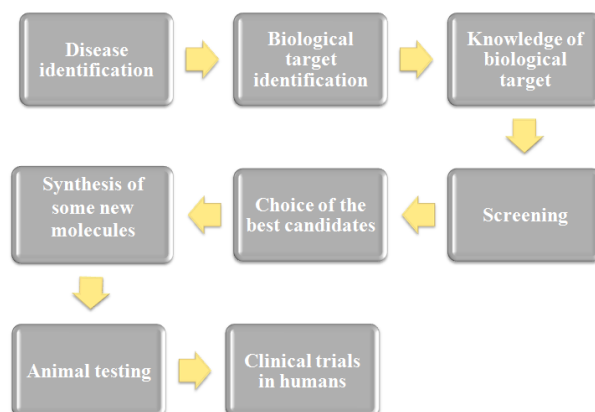 Disease
identification
Biological
target
identification
Knowledge of
biological
target
Screening
Choice of the
best candidates
Synthesis of
some new
molecules
Animal testing
Clinical trials
in humans